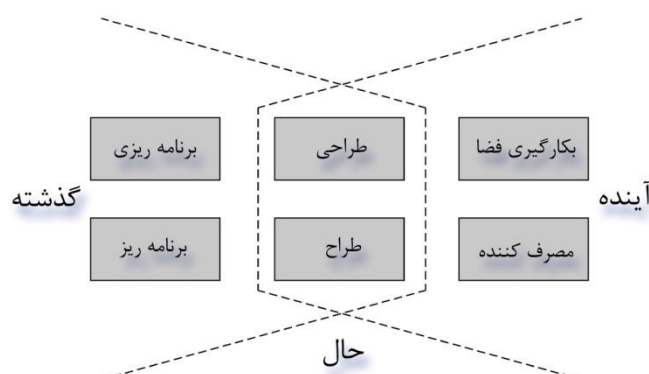 بکارگیری فضا
طراحی
برنامه ریزی
آینده
گذشته
مصرف کننده
طراح
برنامه ریز
حال